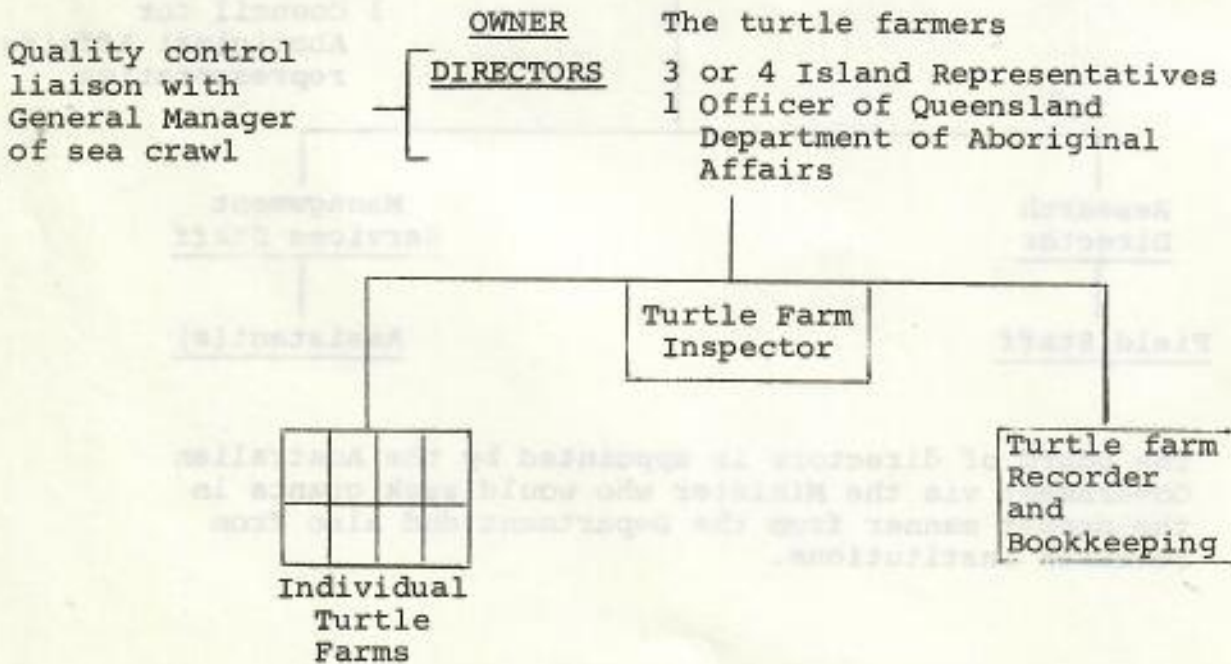 OWNER The turtle farmers
Quality control
liaison with
General Manager
of sea crawl
DIRECTORS 3 or 4 Island Representatives
1 Officer of Queensland
Department of Aboriginal
Affairs
Turtle Farm
Inspector
Individual
Turtle
Farms
Turtle farm
Recorder
and
Bookkeeping